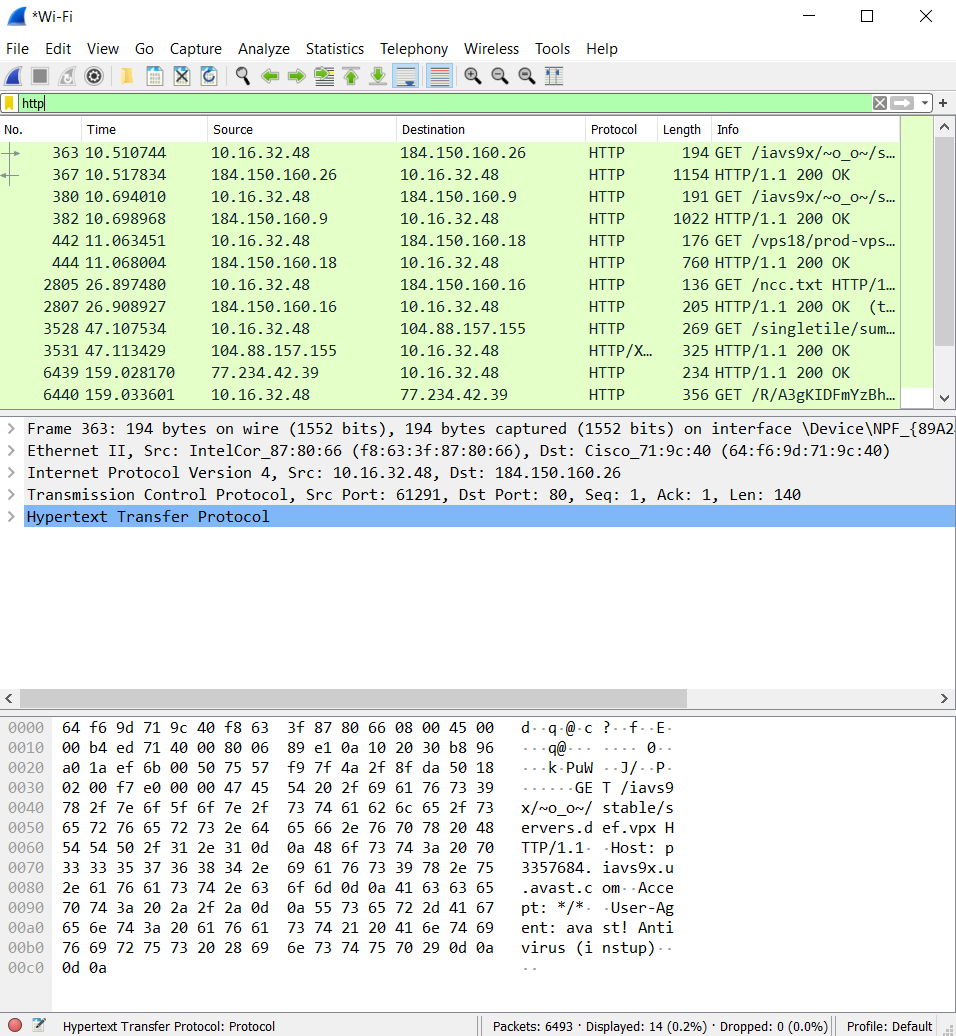 *Wi-Fi
File Edit View Go Capture Analyze Statistics Telephony Wireless Tools Help
http
No. Time Source Destination Protocol Length Info
363 10.510744 10.16.32.48 184.150.160.26 HTTP 194 GET /iavs9x/~o_o~/s…
367 10.517834 184.150.160.26 10.16.32.48 HTTP 1154 HTTP/1.1 200 OK
380 10.694010 10.16.32.48 184.150.160.9 HTTP 191 GET /iavs9x/~o_o~/s…
382 10.698968 184.150.160.9 10.16.32.48 HTTP 1022 HTTP/1.1 200 OK
442 11.063451 10.16.32.48 184.150.160.18 HTTP 176 GET /vps18/prod-vps…
444 11.068004 184.150.160.18 10.16.32.48 HTTP 760 HTTP/1.1 200 OK
2805 26.897480 10.16.32.48 184.150.160.16 HTTP 136 GET /ncc.txt HTTP/1…
2807 26.908927 184.150.160.16 10.16.32.48 HTTP 205 HTTP/1.1 200 OK (t…
3528 47.107534 10.16.32.48 104.88.157.155 HTTP 269 GET /singletile/sum…
3531 47.113429 104.88.157.155 10.16.32.48 HTTP/X… 325 HTTP/1.1 200 OK
6439 159.028170 77.234.42.39 10.16.32.48 HTTP 234 HTTP/1.1 200 OK
6440 159.033601 10.16.32.48 77.234.42.39 HTTP 356 GET /R/A3gKIDFmYzBh…
Frame 363: 194 bytes on wire (1552 bits), 194 bytes captured (1552 bits) on interface \Device\NPF_{89A2
Ethernet II, Src: IntelCor_87:80:66 (f8:63:3f:87:80:66), Dst: Cisco_71:9c:40 (64:f6:9d:71:9c:40)
Internet Protocol Version 4, Src: 10.16.32.48, Dst: 184.150.160.26
Transmission Control Protocol, Src Port: 61291, Dst Port: 80, Seq: 1, Ack: 1, Len: 140
Hypertext Transfer Protocol
0000 64 f6 9d 71 9c 40 f8 63 3f 87 80 66 08 00 45 00 d··q·@·c ?··f··E·
0010 00 b4 ed 71 40 00 80 06 89 e1 0a 10 20 30 b8 96 ···q@··· ···· 0··
0020 a0 1a ef 6b 00 50 75 57 f9 7f 4a 2f 8f da 50 18 ···k·PuW ··J/··P·
0030 02 00 f7 e0 00 00 47 45 54 20 2f 69 61 76 73 39 ······GE T /iavs9
0040 78 2f 7e 6f 5f 6f 7e 2f 73 74 61 62 6c 65 2f 73 x/~o_o~/ stable/s
0050 65 72 76 65 72 73 2e 64 65 66 2e 76 70 78 20 48 ervers.d ef.vpx H
0060 54 54 50 2f 31 2e 31 0d 0a 48 6f 73 74 3a 20 70 TTP/1.1· ·Host: p
0070 33 33 35 37 36 38 34 2e 69 61 76 73 39 78 2e 75 3357684. iavs9x.u
0080 2e 61 76 61 73 74 2e 63 6f 6d 0d 0a 41 63 63 65 .avast.c om··Acce
0090 70 74 3a 20 2a 2f 2a 0d 0a 55 73 65 72 2d 41 67 pt: */*· ·User-Ag
00a0 65 6e 74 3a 20 61 76 61 73 74 21 20 41 6e 74 69 ent: ava st! Anti
00b0 76 69 72 75 73 20 28 69 6e 73 74 75 70 29 0d 0a virus (i nstup)··
00c0 0d 0a ··
Hypertext Transfer Protocol: Protocol Packets: 6493 · Displayed: 14 (0.2%) · Dropped: 0 (0.0%) Profile: Default